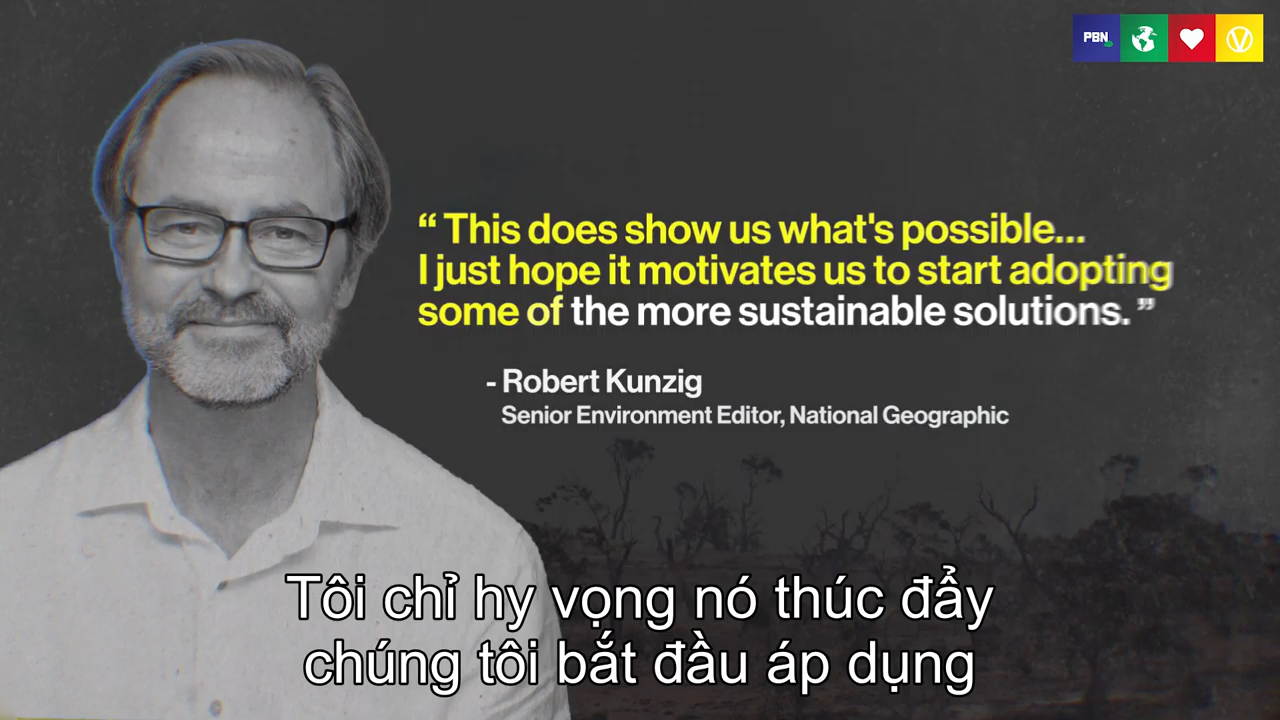 PBN
“ This does show us what's possible...
I just hope it motivates us to start adopting
some of the more sustainable solutions. ”
- Robert Kunzig
Senior Environment Editor, National Geographic
Tôi chỉ hy vọng nó thúc đẩy
chúng tôi bắt đầu áp dụng